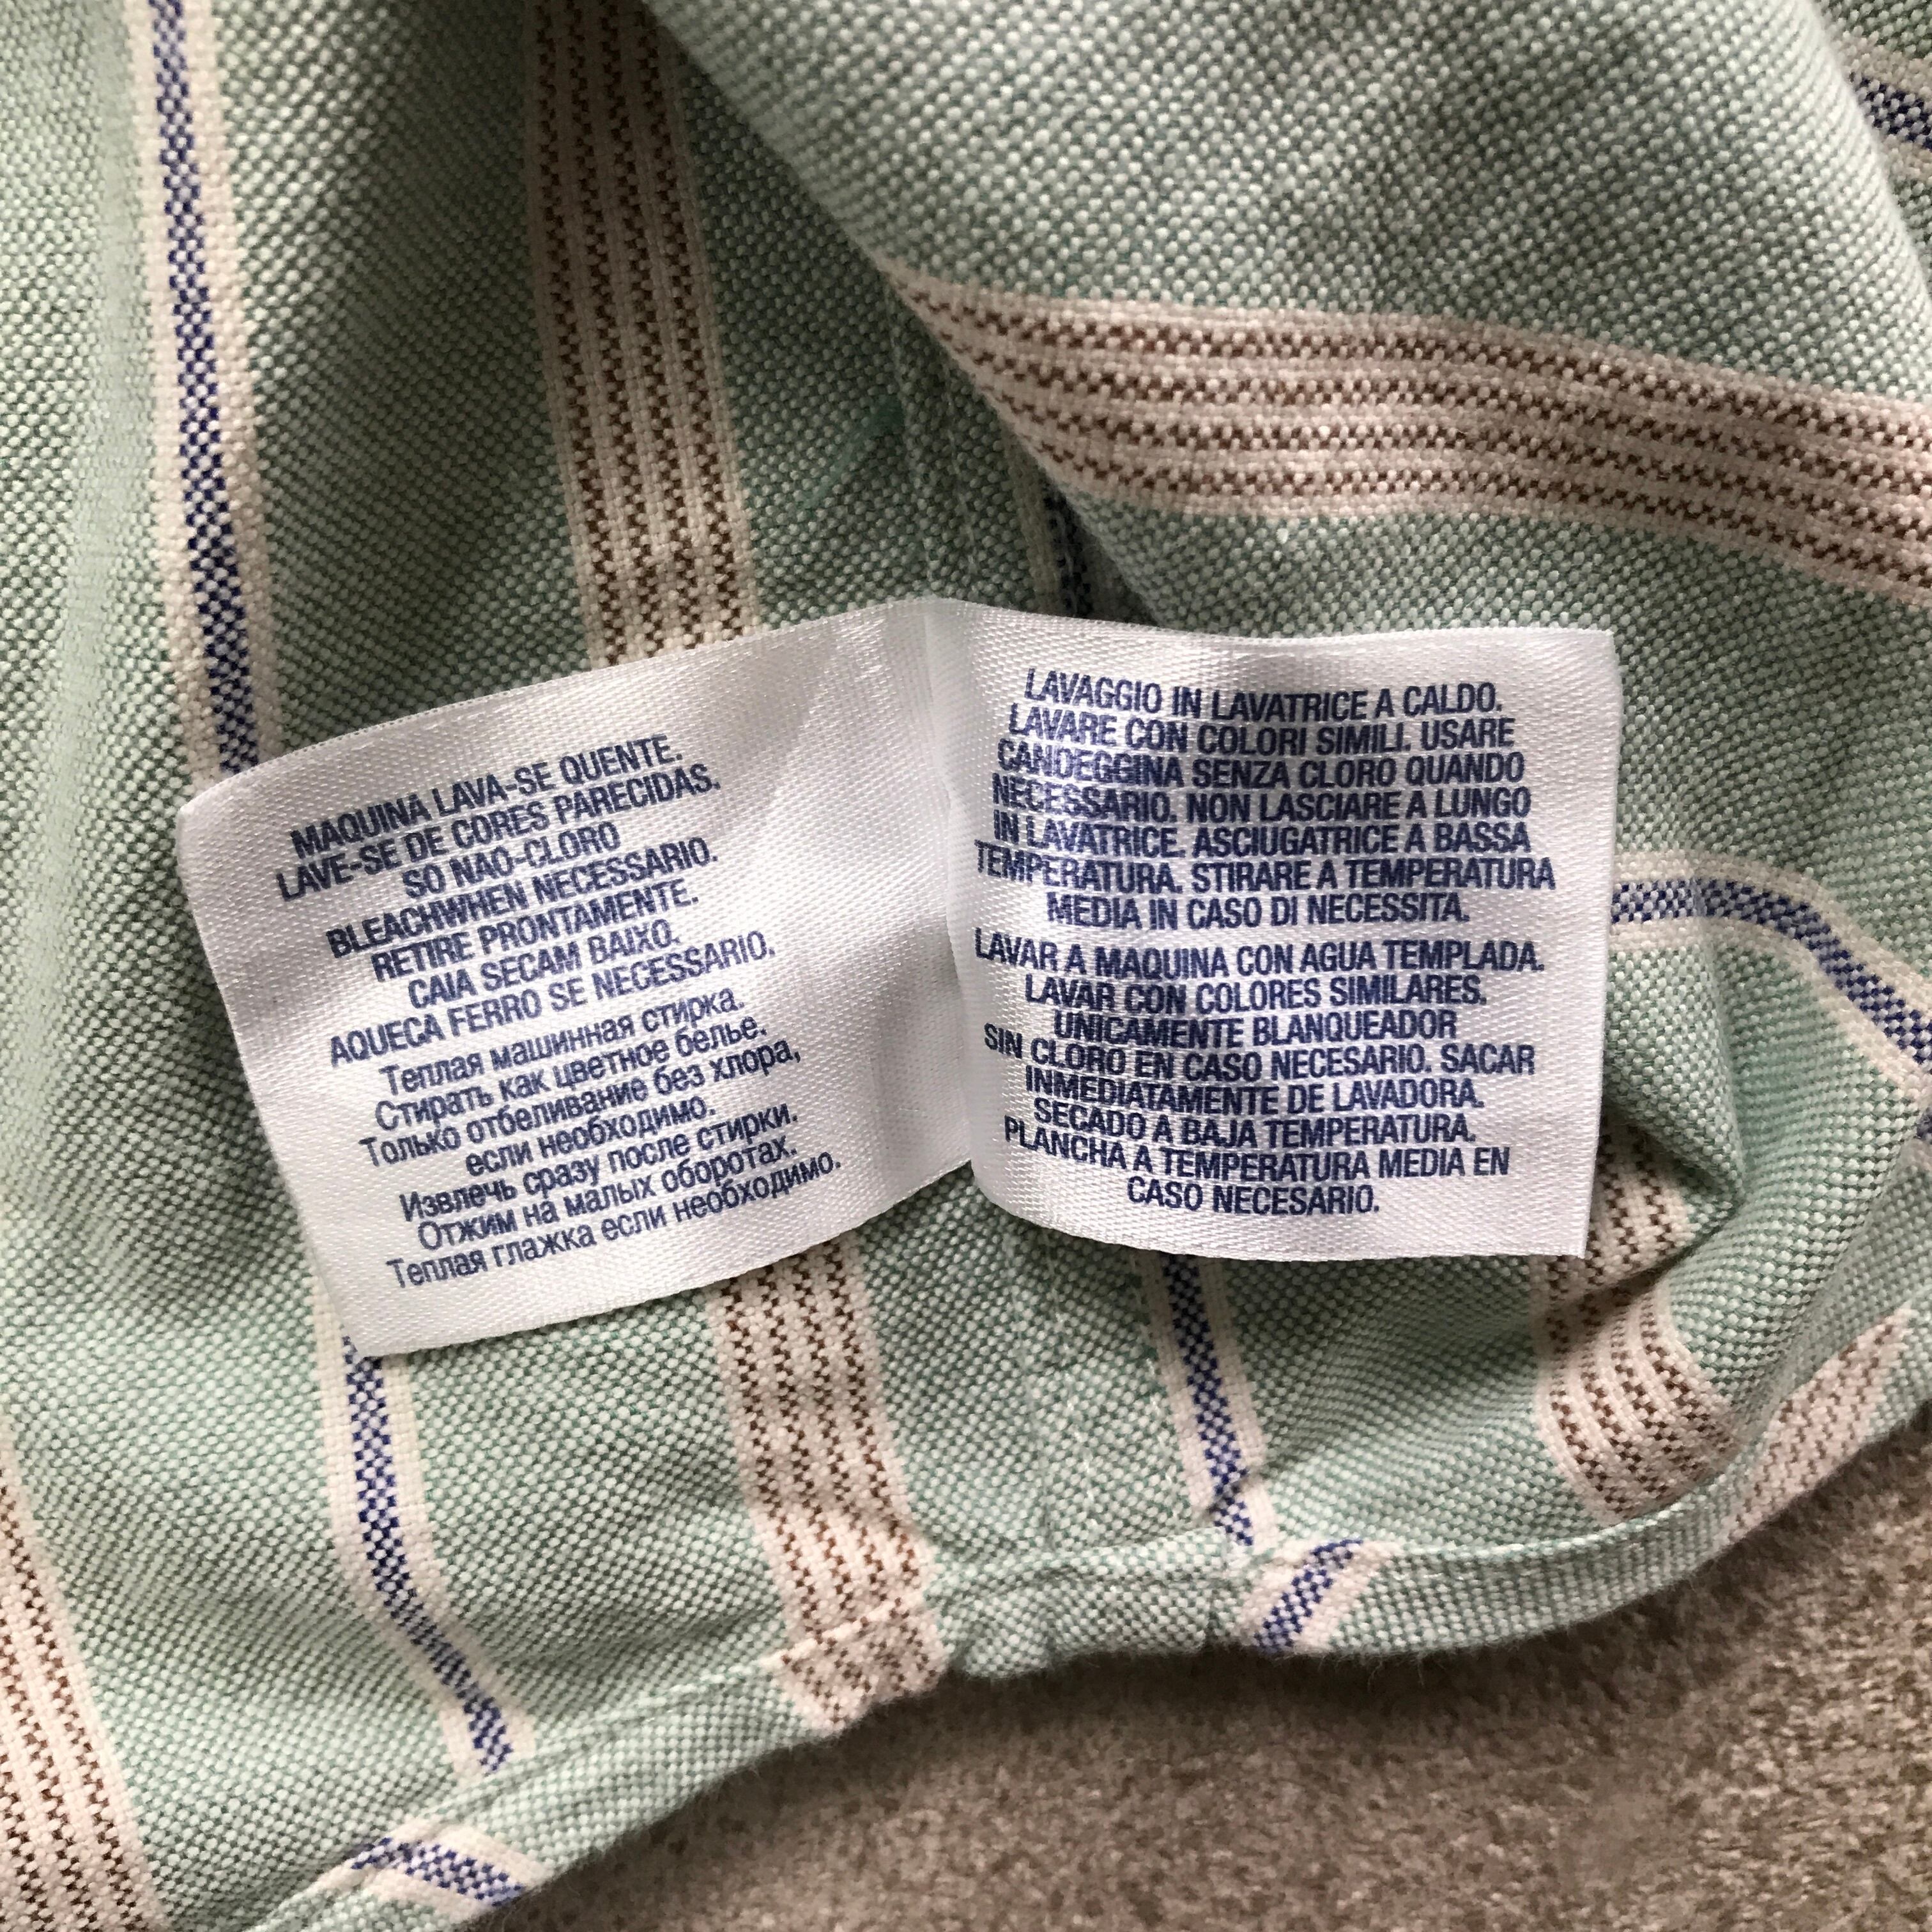 MAQUINA LAVA-SE QUENTE.
LAVE-SE DE CORES PARECIDAS.
SO NAO-CLORO
BLEACHWHEN NECESSARIO.
RETIRE PRONTAMENTE.
CAIA SECAM BAIXO.
AQUECA FERRO SE NECESSARIO.
Теплая машинная стирка.
Стирать как цветное белье.
Только отбеливание без хлора,
если необходимо.
Извлечь сразу после стирки.
Отжим на малых оборотах.
Теплая глажка если необходимо.
LAVAGGIO IN LAVATRICE A CALDO.
LAVARE CON COLORI SIMILI. USARE
CANDEGGINA SENZA CLORO QUANDO
NECESSARIO. NON LASCIARE A LUNGO
IN LAVATRICE. ASCIUGATRICE A BASSA
TEMPERATURA. STIRARE A TEMPERATURA
MEDIA IN CASO DI NECESSITA.
LAVAR A MAQUINA CON AGUA TEMPLADA.
LAVAR CON COLORES SIMILARES.
UNICAMENTE BLANQUEADOR
SIN CLORO EN CASO NECESARIO. SACAR
INMEDIATAMENTE DE LAVADORA.
SECADO A BAJA TEMPERATURA.
PLANCHA A TEMPERATURA MEDIA EN
CASO NECESARIO.